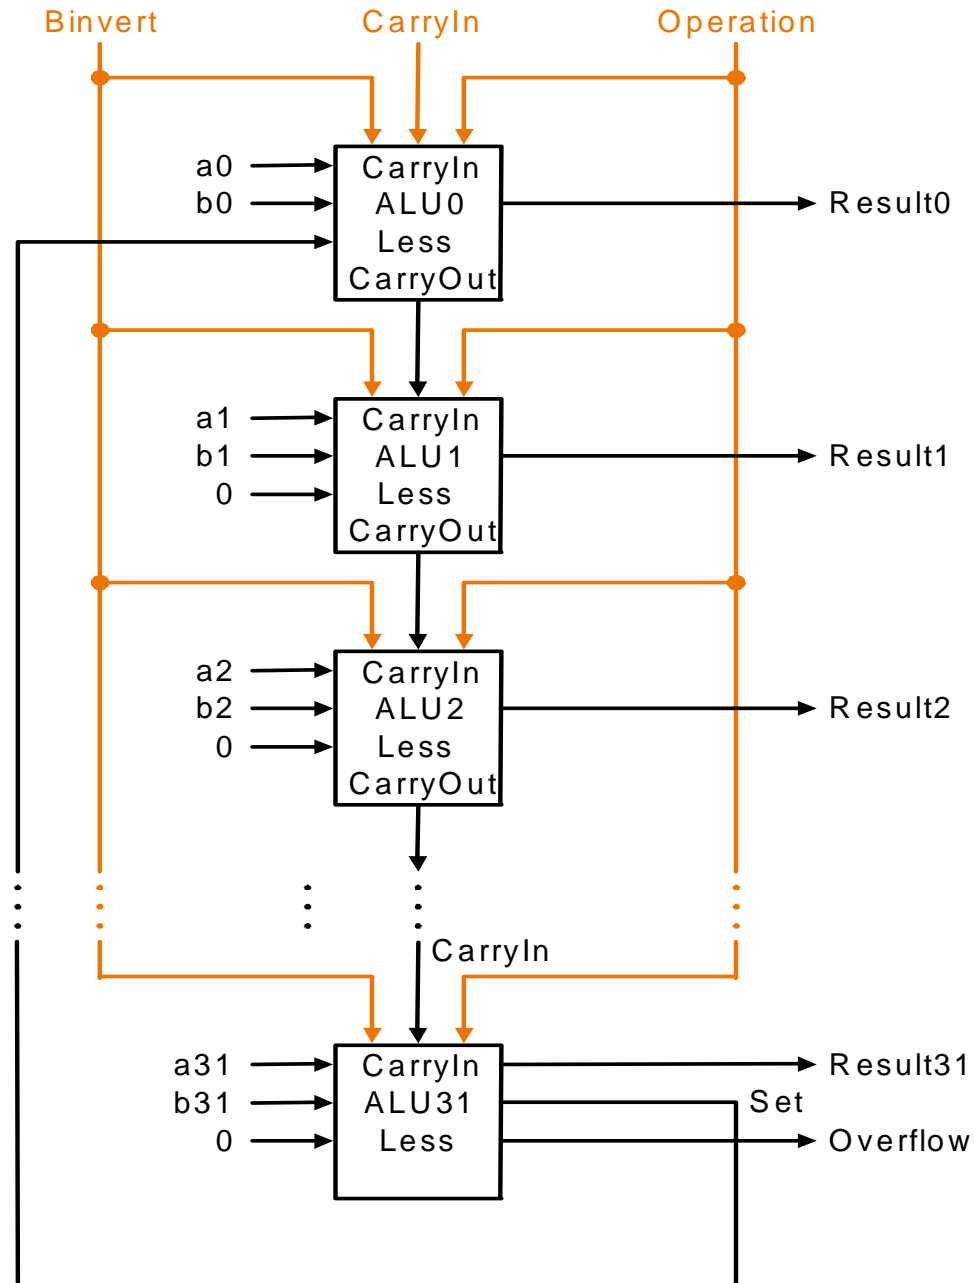 Binvert CarryIn Operation
a0 CarryIn
b0 ALU0 Result0
Less
CarryOut
a1 CarryIn
b1 ALU1 Result1
0 Less
CarryOut
a2 CarryIn
b2 ALU2 Result2
0 Less
CarryOut
CarryIn
a31 CarryIn Result31
b31 ALU31 Set
0 Less Overflow